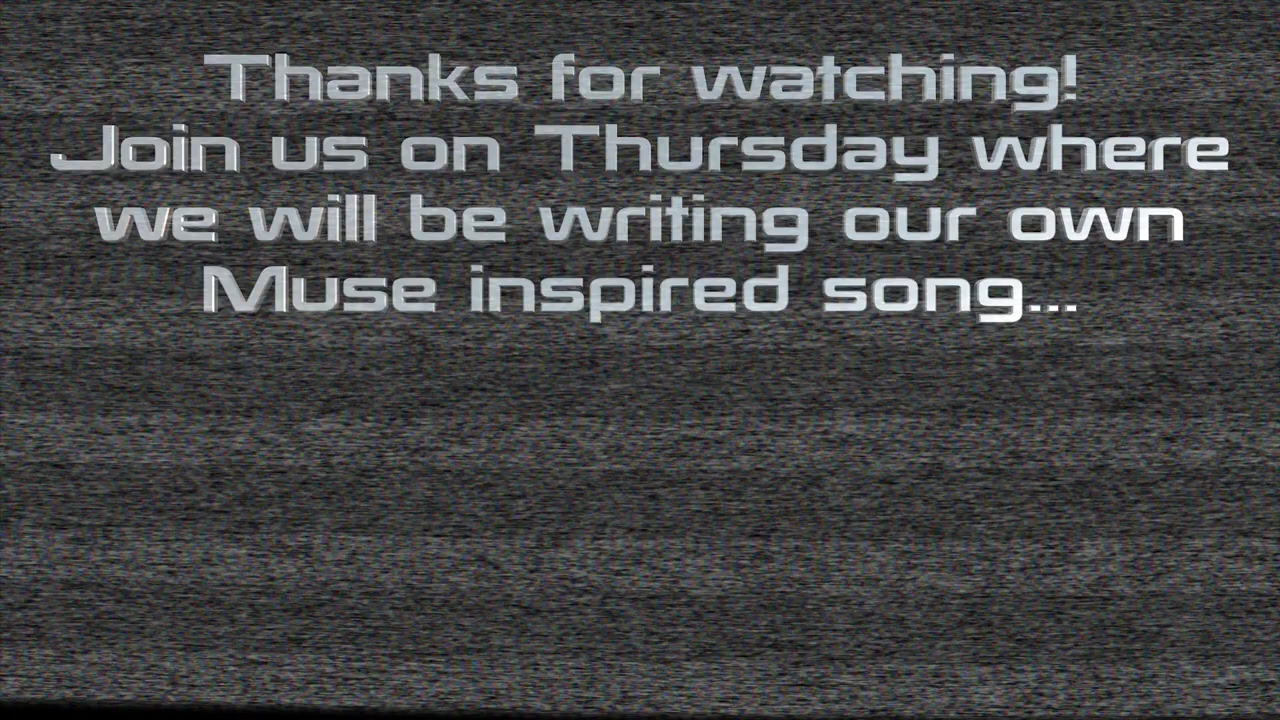 Thanks for watching!
Join us on Thursday where
we will be writing our own
Muse inspired song...